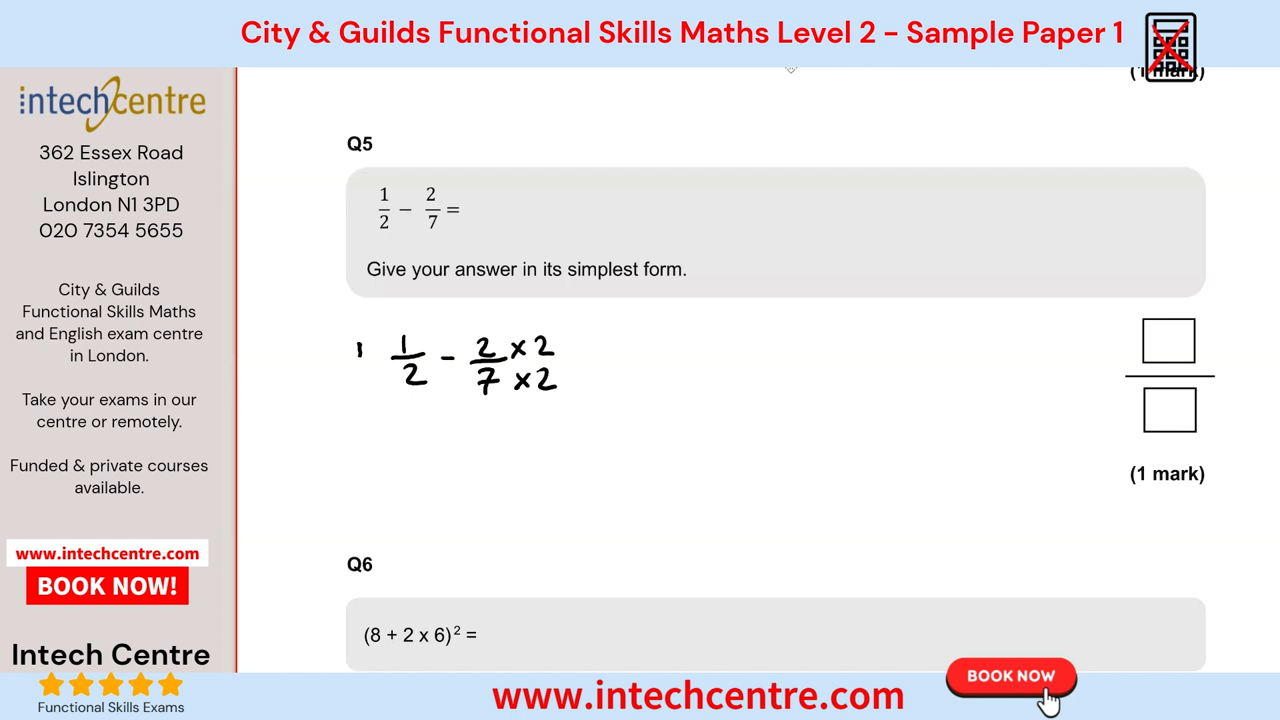 City & Guilds Functional Skills Maths Level 2 - Sample Paper 1
intechcentre
362 Essex Road
Islington
London N1 3PD
020 7354 5655
City & Guilds
Functional Skills Maths
and English exam centre
in London.
Take your exams in our
centre or remotely.
Funded & private courses
available.
www.intechcentre.com
BOOK NOW!
Intech Centre
Functional Skills Exams
(1 mark)
Q5
1/2 − 2/7 =
Give your answer in its simplest form.
1 1/2 - 2/7 × 2 × 2
(1 mark)
Q6
(8 + 2 x 6)² =
www.intechcentre.com
BOOK NOW